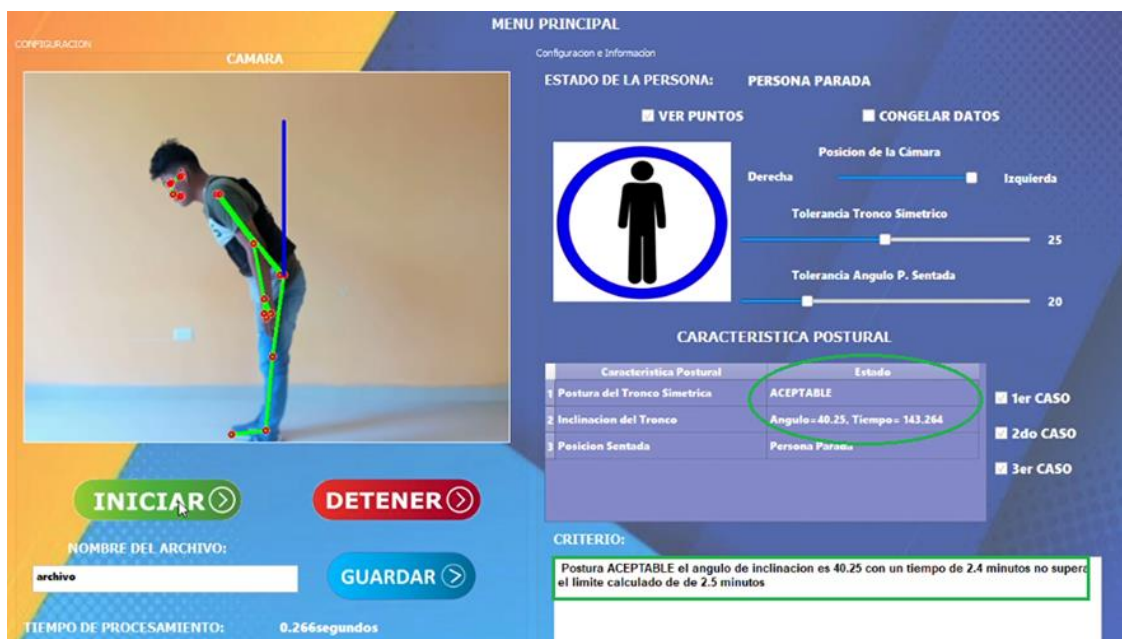 MENU PRINCIPAL
CONFIGURACION
CAMARA
Configuracion e Informacion
ESTADO DE LA PERSONA: PERSONA PARADA
VER PUNTOS
CONGELAR DATOS
Posicion de la Cámara
Derecha
Izquierda
Tolerancia Tronco Simetrico
25
Tolerancia Angulo P. Sentada
20
CARACTERISTICA POSTURAL
Caracteristica Postural Estado
1 Postura del Tronco Simetrica ACEPTABLE
2 Inclinacion del Tronco Angulo=40.25, Tiempo= 143.264
3 Posicion Sentada Persona Parada
1er CASO
2do CASO
3er CASO
INICIAR
DETENER
NOMBRE DEL ARCHIVO:
archivo
GUARDAR
TIEMPO DE PROCESAMIENTO: 0.266segundos
CRITERIO:
Postura ACEPTABLE el angulo de inclinacion es 40.25 con un tiempo de 2.4 minutos no supera
el limite calculado de de 2.5 minutos